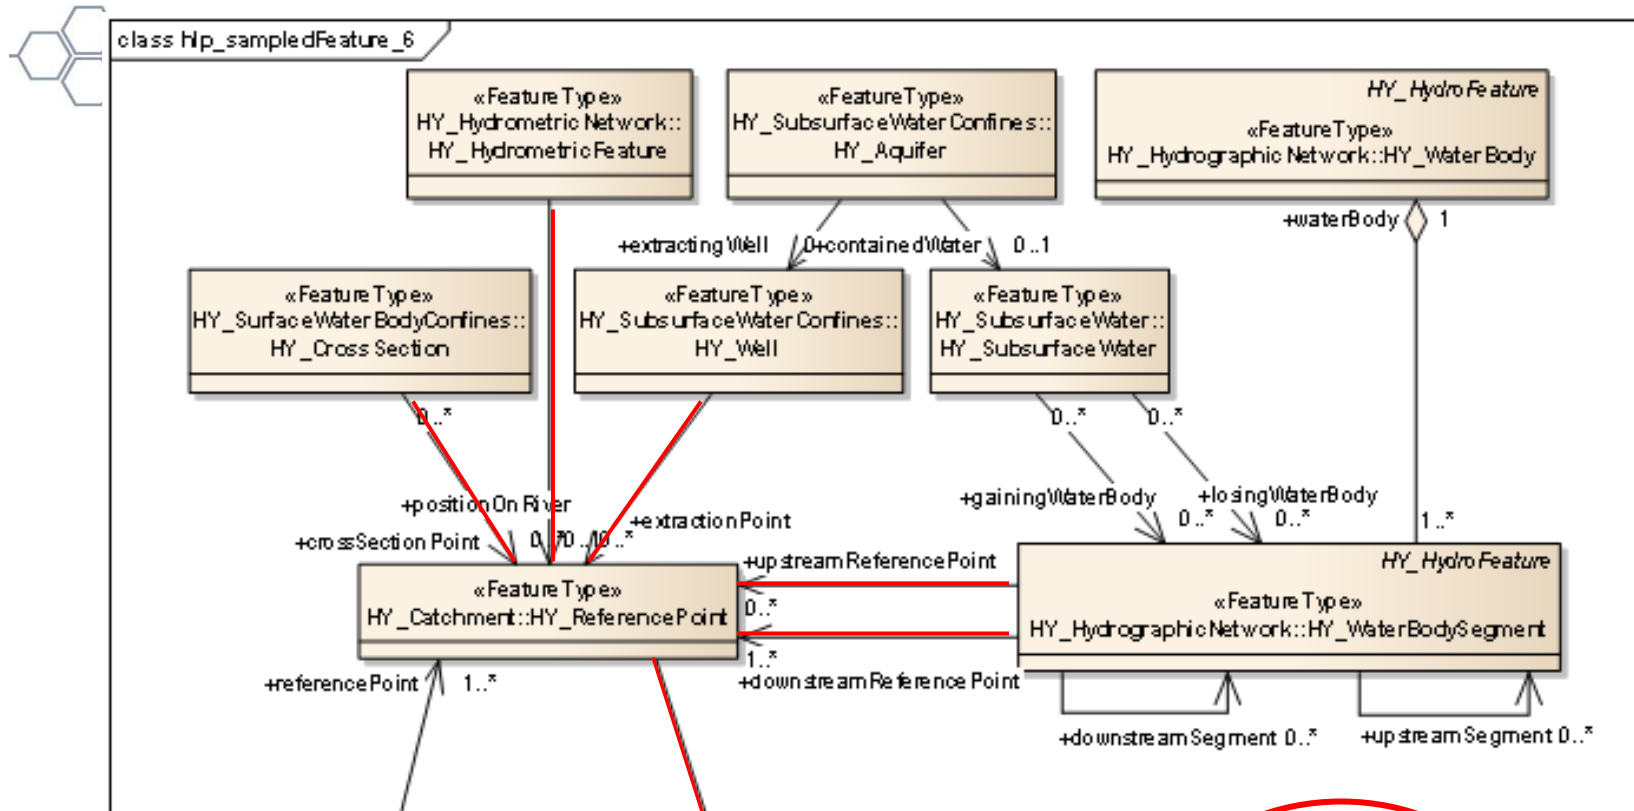 class hlp_sampledFeature_6
«FeatureType»
HY_HydrometricNetwork::
HY_HydrometricFeature
«FeatureType»
HY_SubsurfaceWaterConfines::
HY_Aquifer
HY_HydroFeature
«FeatureType»
HY_HydrographicNetwork::HY_WaterBody
+waterBody 1
+extractingWell
+containedWater 0..1
«FeatureType»
HY_SurfaceWaterBodyConfines::
HY_CrossSection
«FeatureType»
HY_SubsurfaceWaterConfines::
HY_Well
«FeatureType»
HY_SubsurfaceWater::
HY_SubsurfaceWater
0..*
0..*
0..*
+positionOnRiver
+gainingWaterBody
0..*
+losingWaterBody
0..*
1..*
+crossSectionPoint
+extractionPoint
0..*
«FeatureType»
HY_Catchment::HY_ReferencePoint
+upstreamReferencePoint
0..*
1..*
+downstreamReferencePoint
HY_HydroFeature
«FeatureType»
HY_HydrographicNetwork::HY_WaterBodySegment
+referencePoint 1..*
+downstreamSegment 0..*
+upstreamSegment 0..*